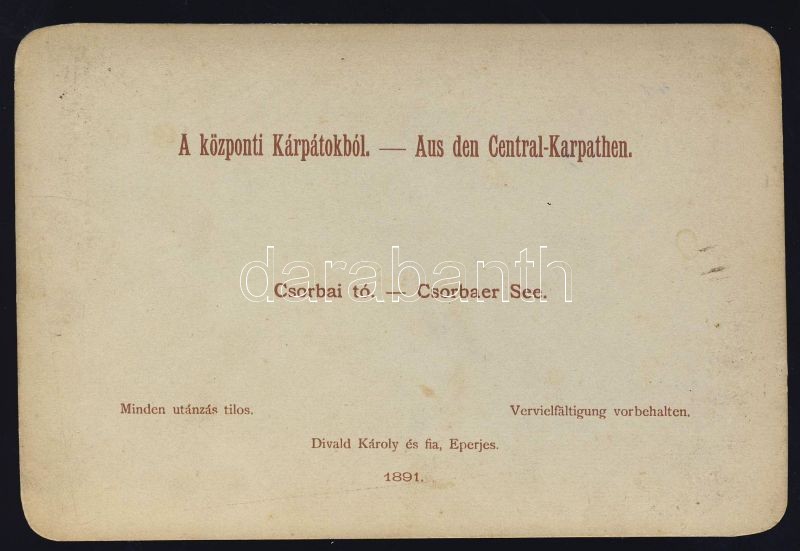 A központi Kárpátokból. — Aus den Central-Karpathen.
darabanth
Csorbai tó. — Csorbaer See.
Minden utánzás tilos. Vervielfältigung vorbehalten.
Divald Károly és fia, Eperjes.
1891.